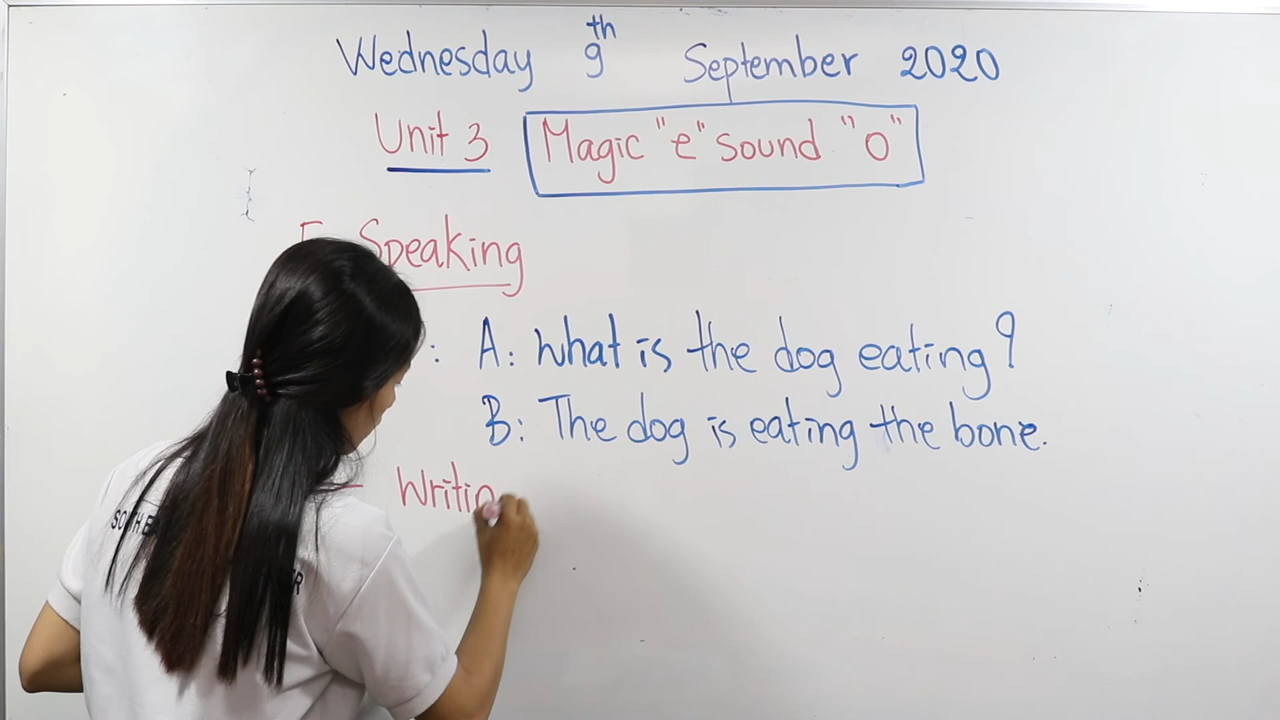 Wednesday 9th September 2020
Unit 3 Magic "e" sound "o"
Speaking
: A: What is the dog eating?
B: The dog is eating the bone.
Writin